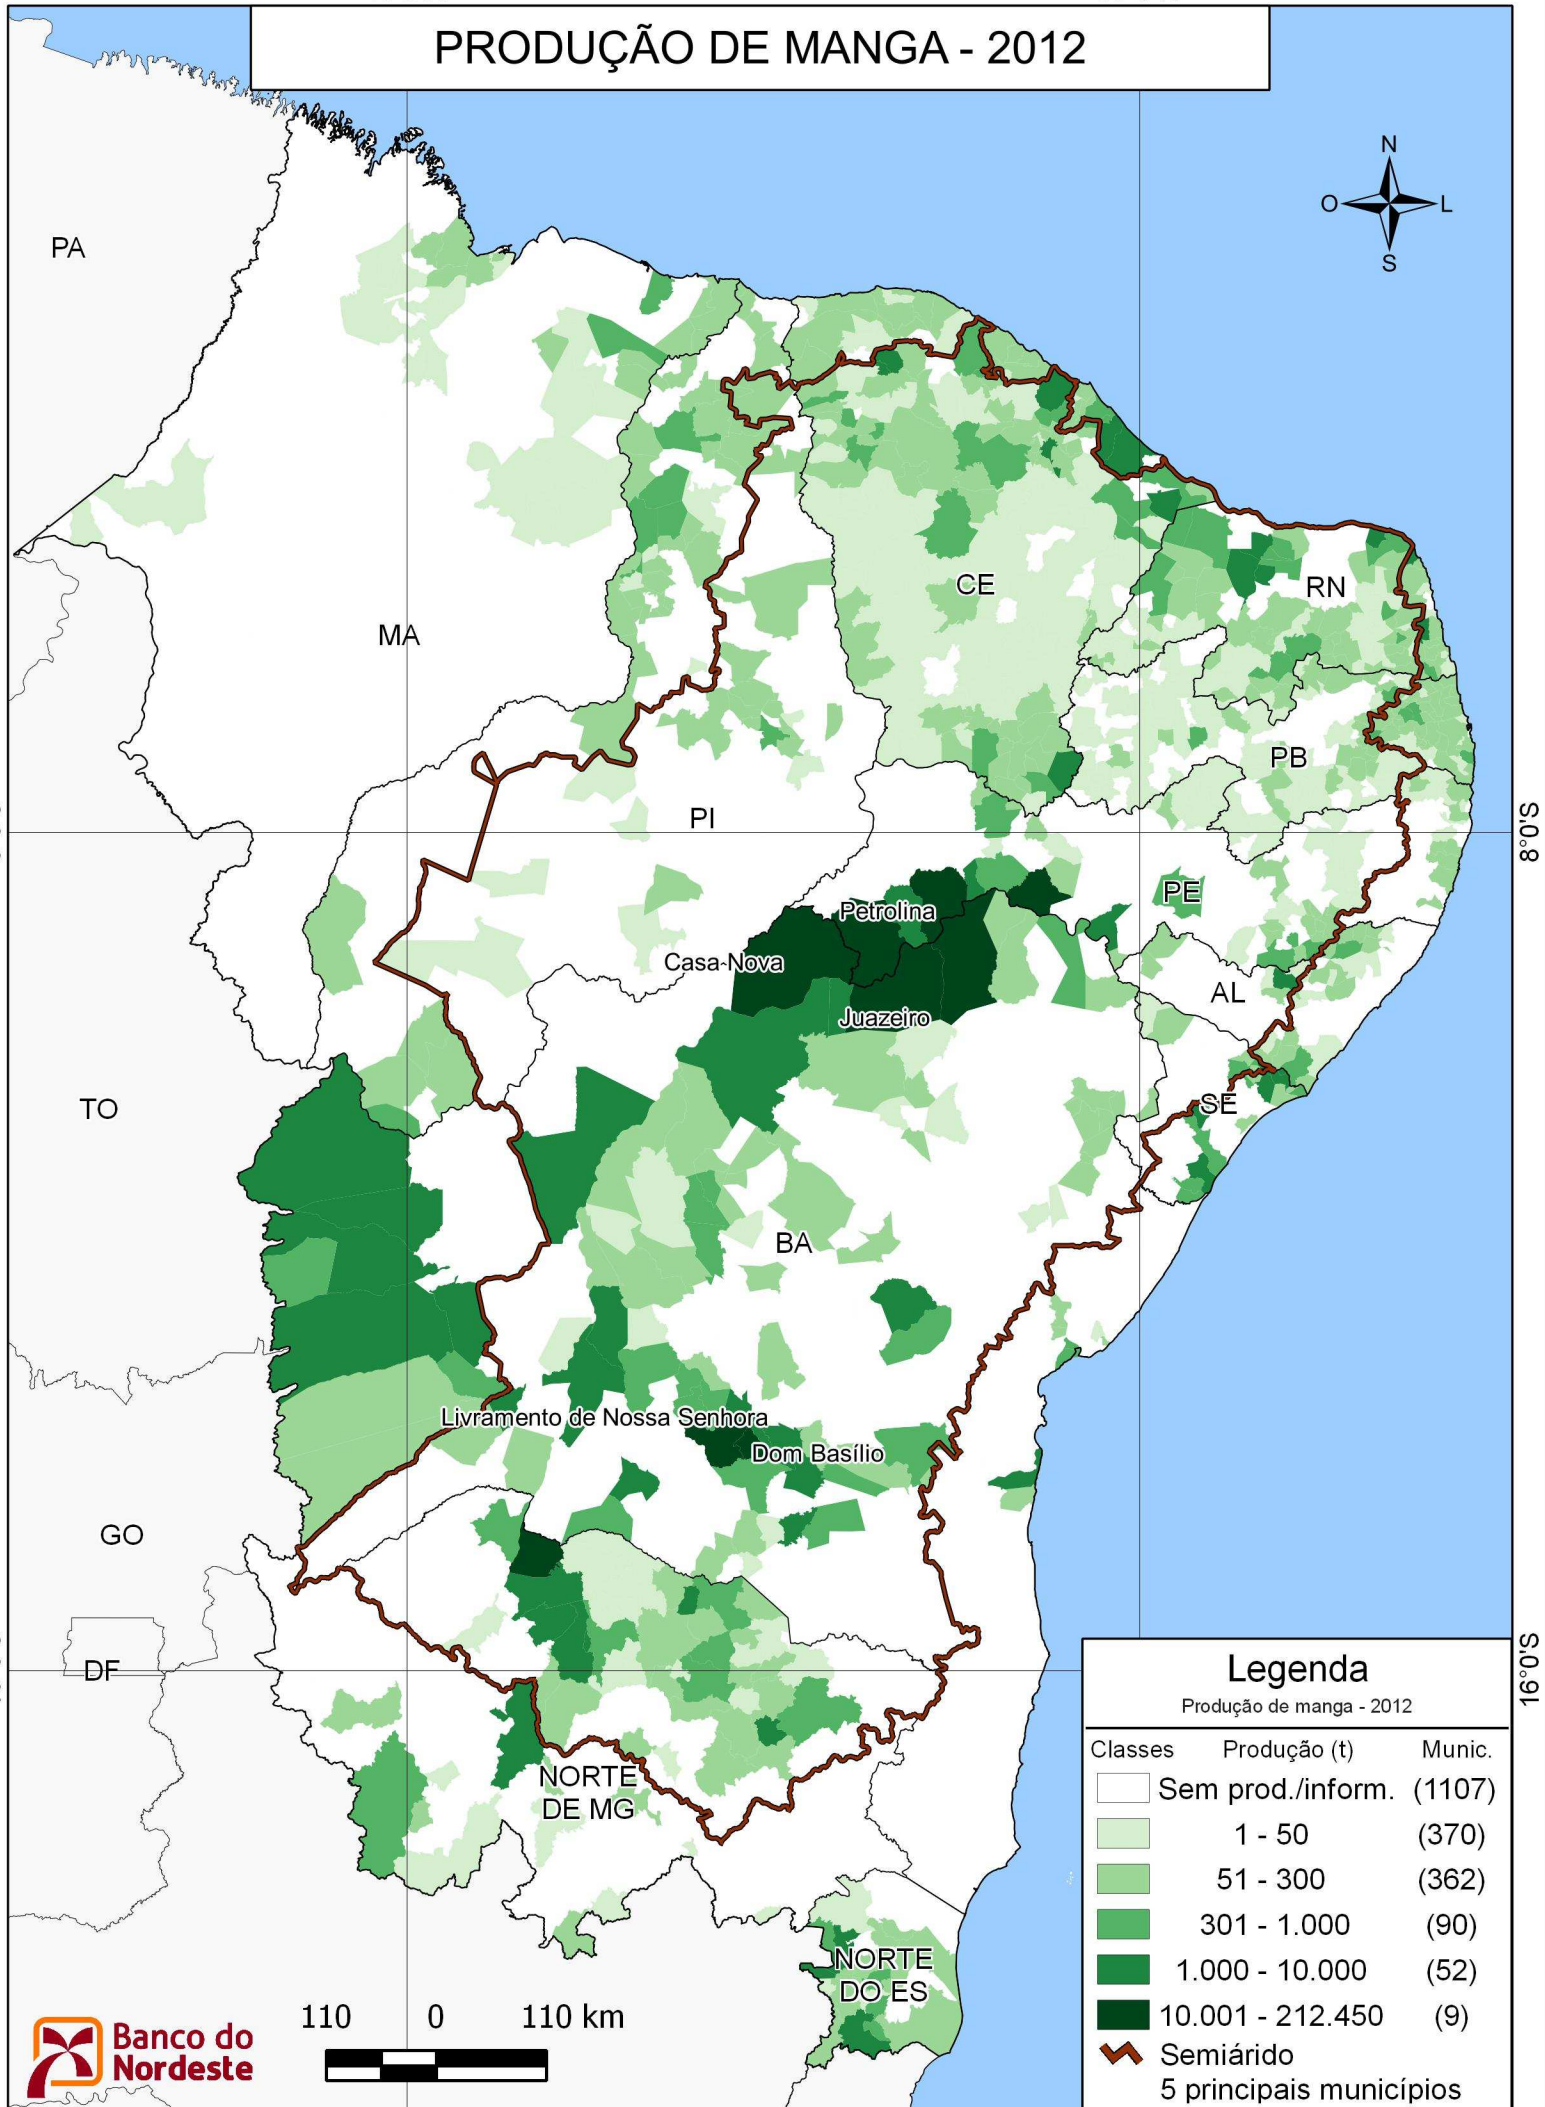 PRODUÇÃO DE MANGA - 2012
N
O
L
S
PA
CE
RN
MA
PB
PI
8°0'S
PE
Petrolina
Casa Nova
AL
Juazeiro
TO
SE
BA
Livramento de Nossa Senhora
Dom Basílio
GO
DF
16°0'S
NORTE
DE MG
NORTE
DO ES
Legenda
Produção de manga - 2012
Classes Produção (t) Munic.
Sem prod./inform. (1107)
1 - 50 (370)
51 - 300 (362)
301 - 1.000 (90)
1.000 - 10.000 (52)
10.001 - 212.450 (9)
Semiárido
5 principais municípios
110 0 110 km
Banco do
Nordeste